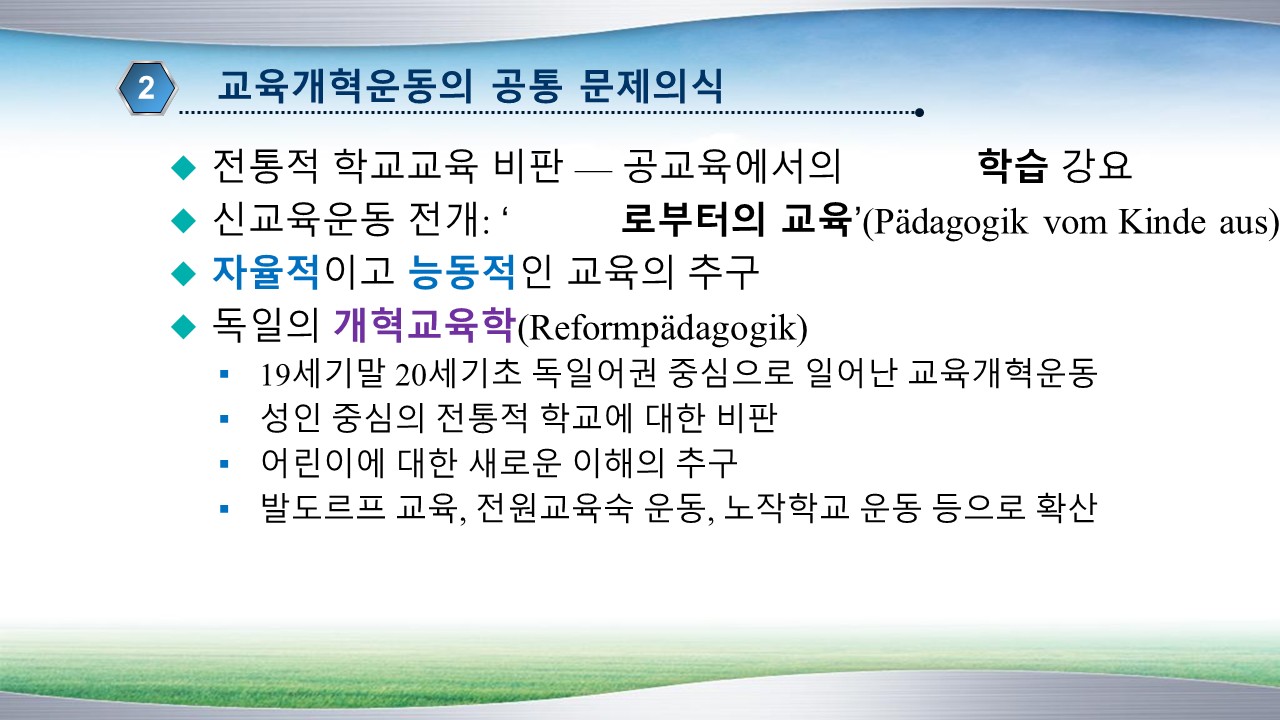 2 교육개혁운동의 공통 문제의식
◆ 전통적 학교교육 비판 — 공교육에서의 학습 강요
◆ 신교육운동 전개: ‘ 로부터의 교육’(Pädagogik vom Kinde aus)
◆ 자율적이고 능동적인 교육의 추구
◆ 독일의 개혁교육학(Reformpädagogik)
▪ 19세기말 20세기초 독일어권 중심으로 일어난 교육개혁운동
▪ 성인 중심의 전통적 학교에 대한 비판
▪ 어린이에 대한 새로운 이해의 추구
▪ 발도르프 교육, 전원교육숙 운동, 노작학교 운동 등으로 확산